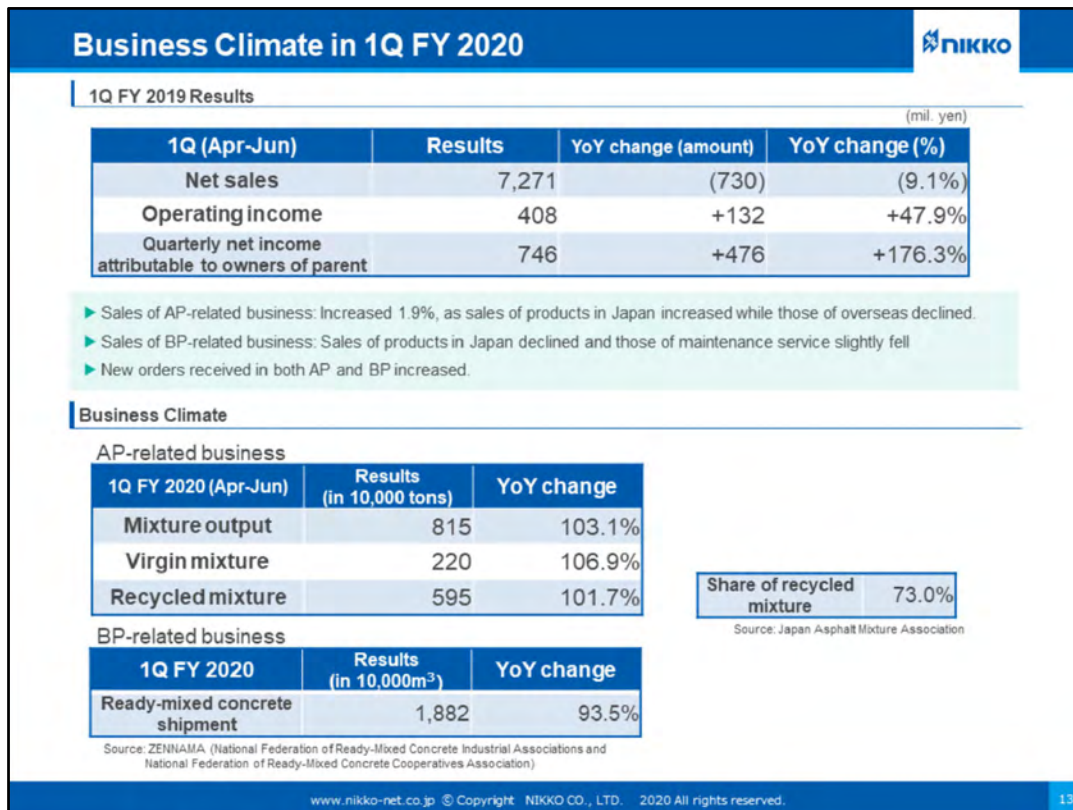 Business Climate in 1Q FY 2020
NIKKO
1Q FY 2019 Results
(mil. yen)
1Q (Apr-Jun) Results YoY change (amount) YoY change (%)
Net sales 7,271 (730) (9.1%)
Operating income 408 +132 +47.9%
Quarterly net income
attributable to owners of parent 746 +476 +176.3%
▶ Sales of AP-related business: Increased 1.9%, as sales of products in Japan increased while those of overseas declined.
▶ Sales of BP-related business: Sales of products in Japan declined and those of maintenance service slightly fell
▶ New orders received in both AP and BP increased.
Business Climate
AP-related business
1Q FY 2020 (Apr-Jun) Results
(in 10,000 tons) YoY change
Mixture output 815 103.1%
Virgin mixture 220 106.9%
Recycled mixture 595 101.7%
Share of recycled
mixture 73.0%
Source: Japan Asphalt Mixture Association
BP-related business
1Q FY 2020 Results
(in 10,000m³) YoY change
Ready-mixed concrete
shipment 1,882 93.5%
Source: ZENNAMA (National Federation of Ready-Mixed Concrete Industrial Associations and
National Federation of Ready-Mixed Concrete Cooperatives Association)
www.nikko-net.co.jp © Copyright NIKKO CO., LTD. 2020 All rights reserved.
13